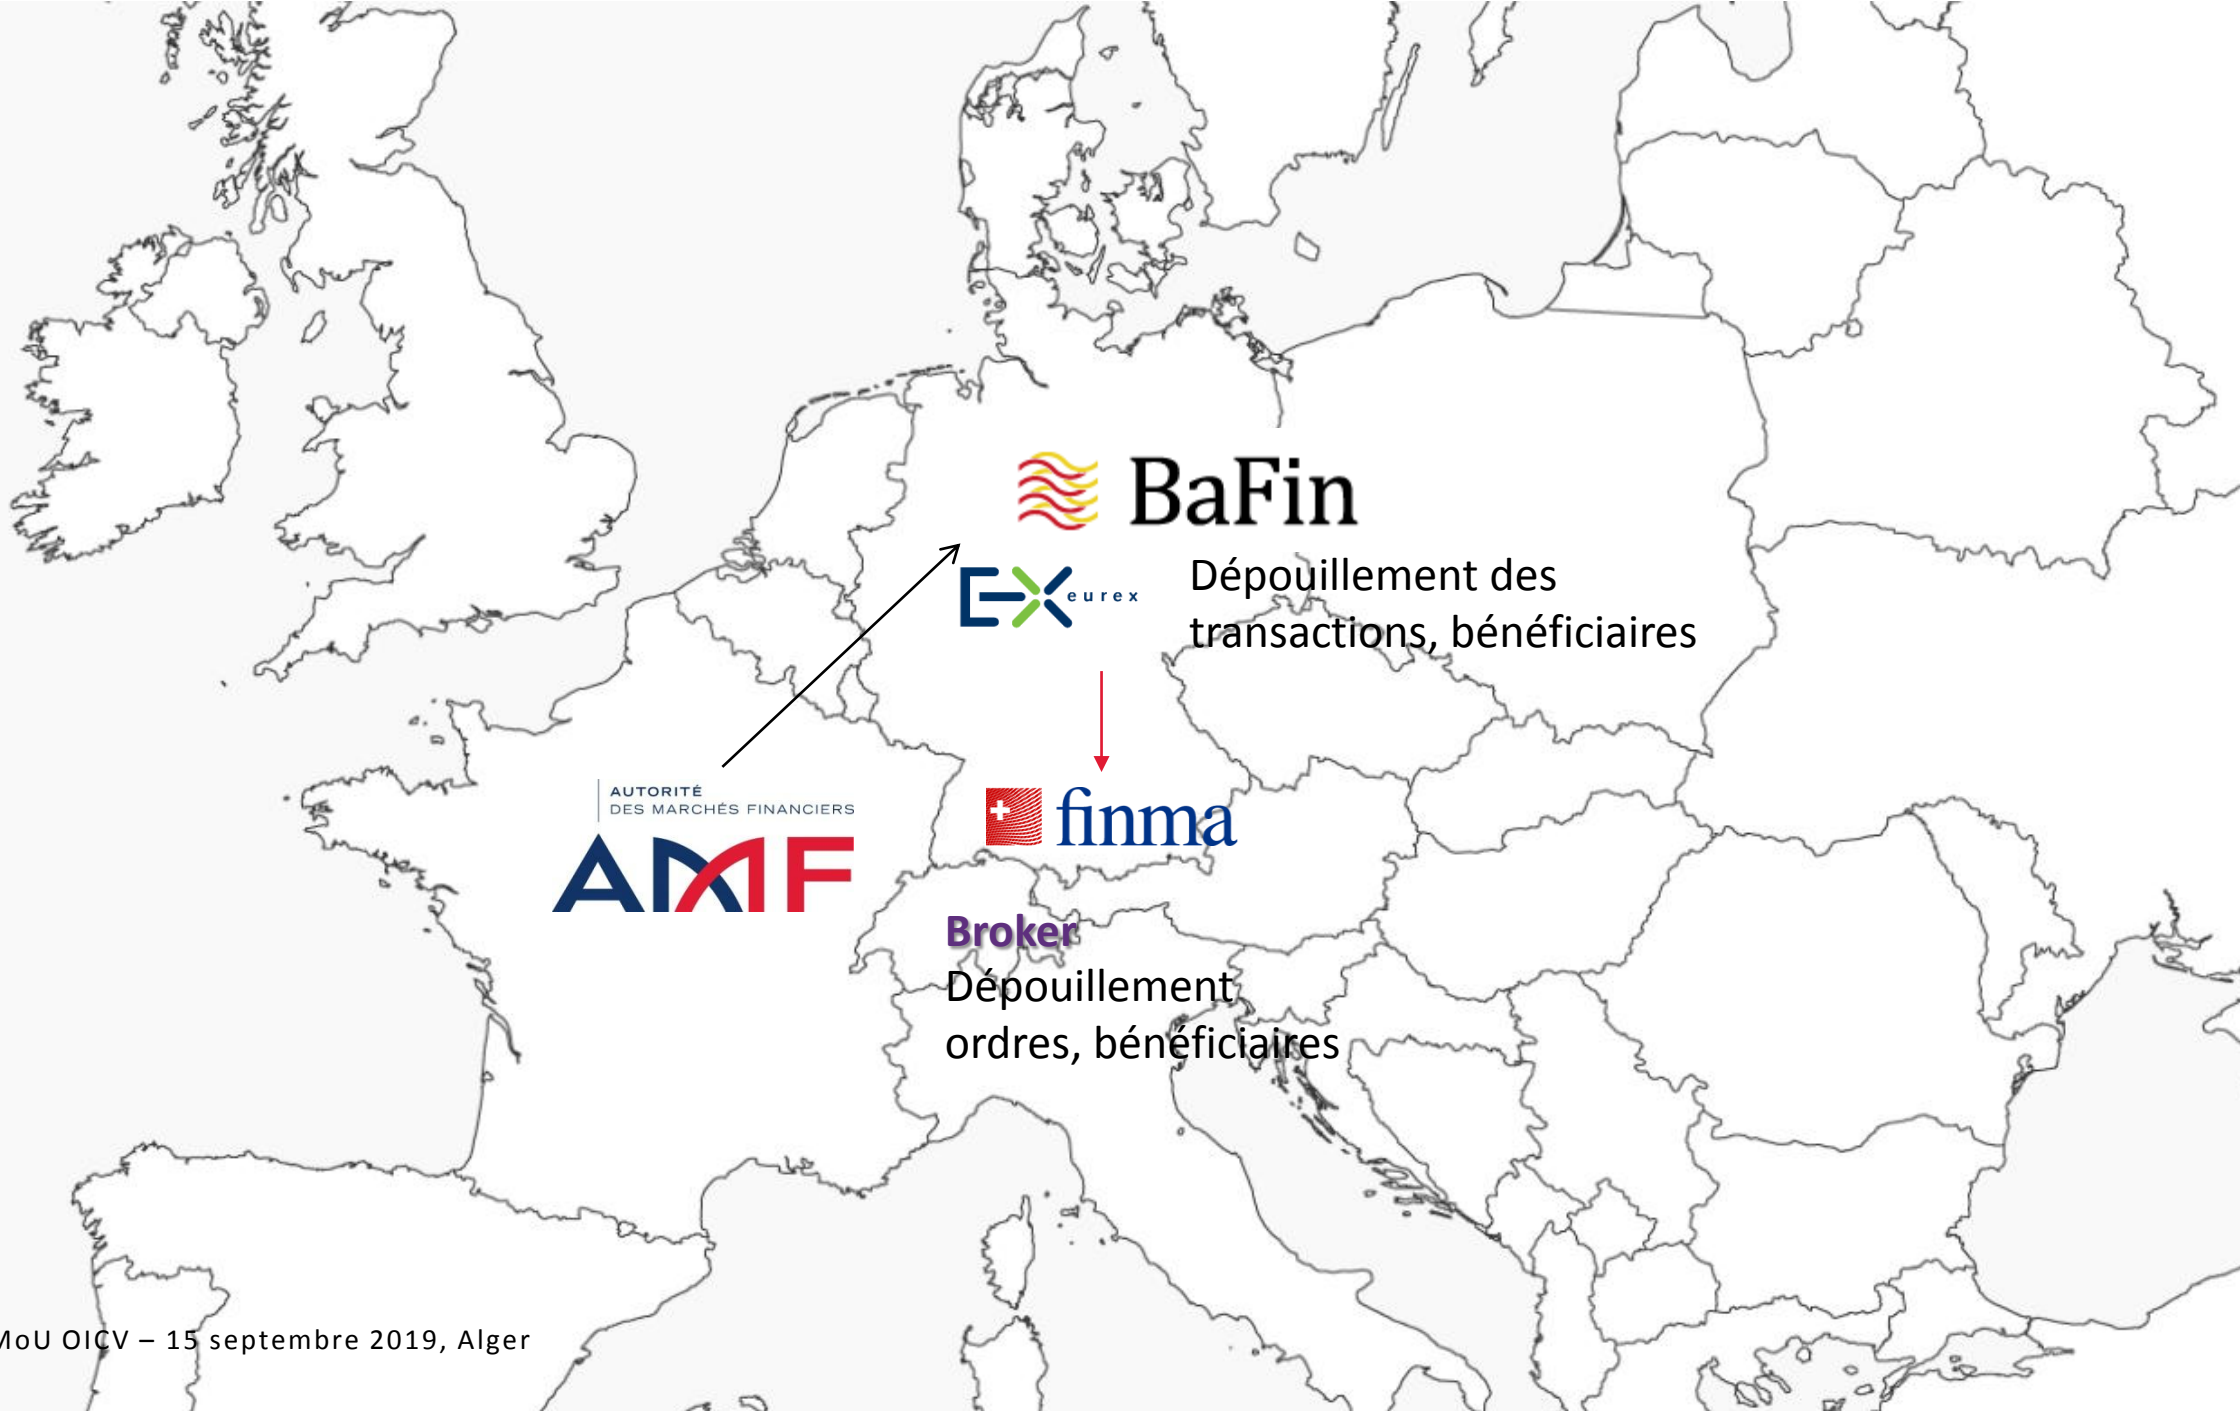 BaFin
EX eurex
Dépouillement des
transactions, bénéficiaires
AUTORITÉ
DES MARCHÉS FINANCIERS
AMF
finma
Broker
Dépouillement
ordres, bénéficiaires
MoU OICV – 15 septembre 2019, Alger